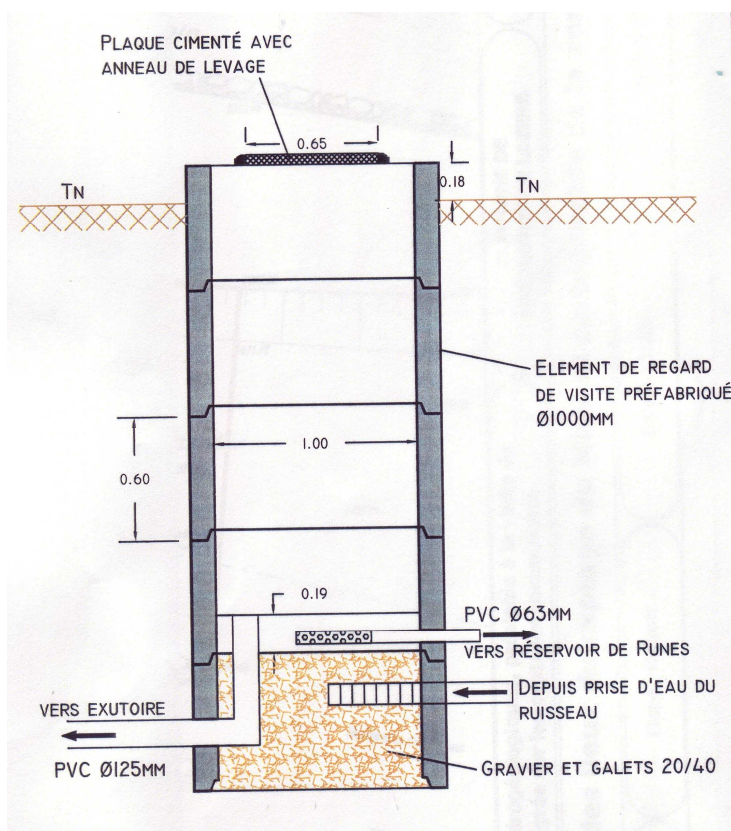 PLAQUE CIMENTÉ AVEC
ANNEAU DE LEVAGE
0.65
0.18
TN
TN
ELEMENT DE REGARD
DE VISITE PRÉFABRIQUÉ
Ø1000MM
1.00
0.60
0.19
PVC Ø63MM
VERS RÉSERVOIR DE RUNES
DEPUIS PRISE D'EAU DU
RUISSEAU
VERS EXUTOIRE
PVC Ø125MM
GRAVIER ET GALETS 20/40